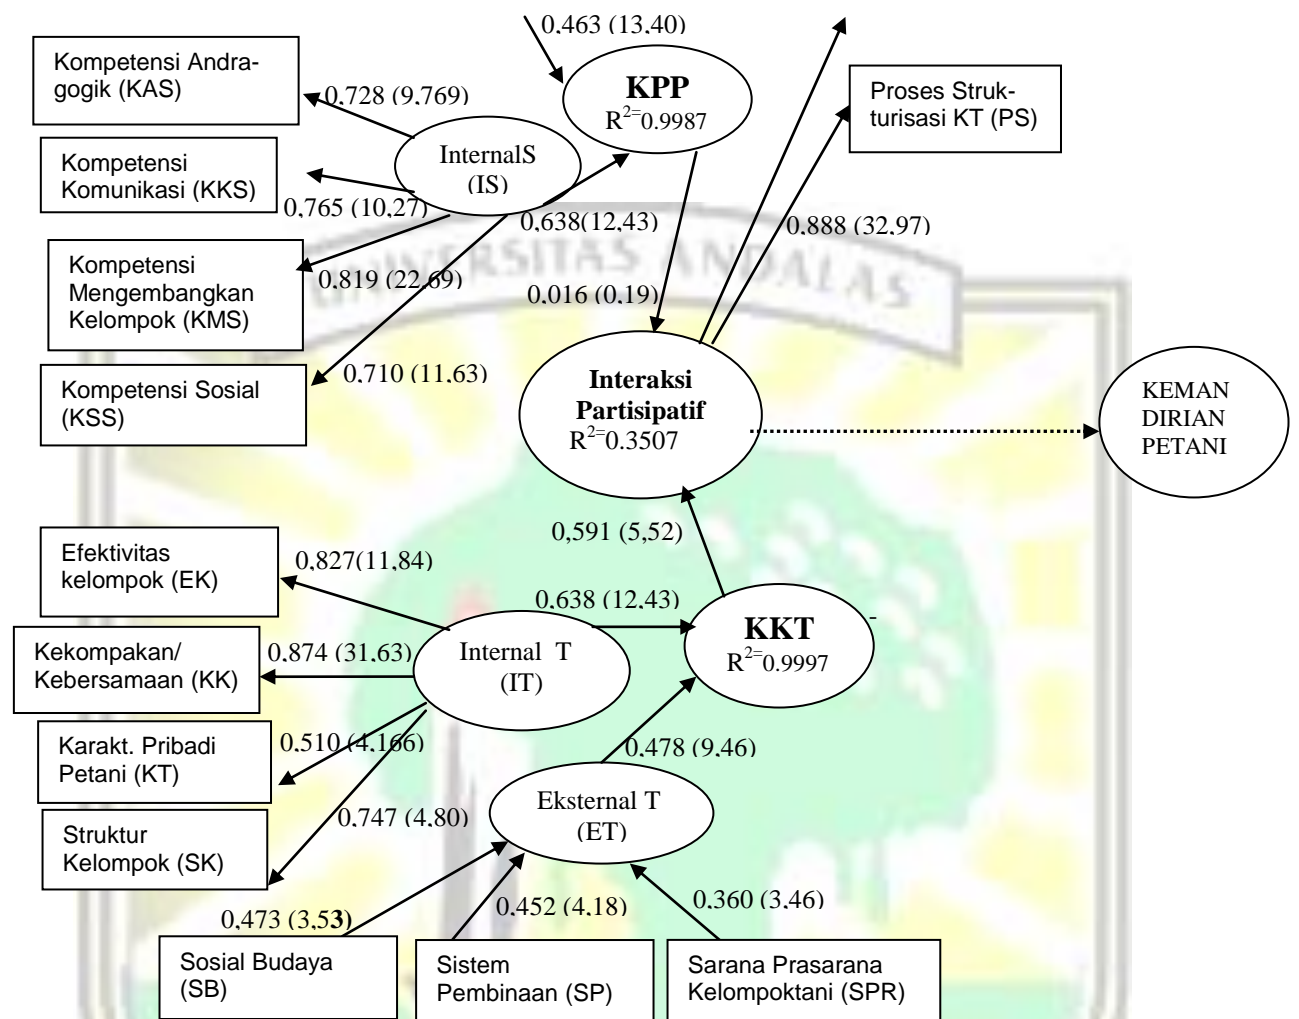 0,463 (13,40)
Kompetensi Andra-
gogik (KAS)
KPP
R2=0.9987
Proses Struk-
turisasi KT (PS)
0,728 (9,769)
InternalS
(IS)
Kompetensi
Komunikasi (KKS)
0,765 (10,27)
0,638(12,43)
0,888 (32,97)
UNIVERSITAS ANDALAS
Kompetensi
Mengembangkan
Kelompok (KMS)
0,819 (22,69)
0,016 (0,19)
Kompetensi Sosial
(KSS)
0,710 (11,63)
Interaksi
Partisipatif
R2=0.3507
KEMAN
DIRIAN
PETANI
Efektivitas
kelompok (EK)
0,827(11,84)
0,591 (5,52)
0,638 (12,43)
KKT
R2=0.9997
-
Kekompakan/
Kebersamaan (KK)
0,874 (31,63)
Internal T
(IT)
Karakt. Pribadi
Petani (KT)
0,510 (4,166)
0,478 (9,46)
Struktur
Kelompok (SK)
0,747 (4,80)
Eksternal T
(ET)
0,473 (3,53)
0,452 (4,18)
0,360 (3,46)
Sosial Budaya
(SB)
Sistem
Pembinaan (SP)
Sarana Prasarana
Kelompoktani (SPR)